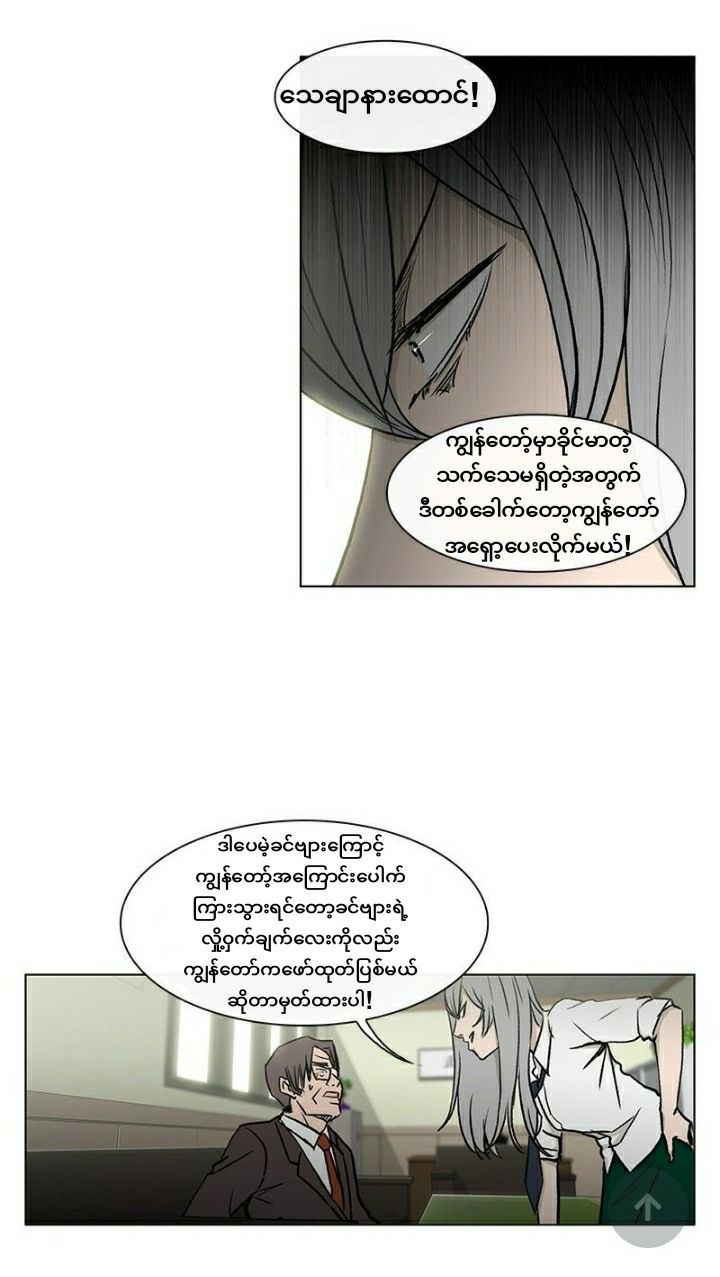 သေချာနားထောင်!
ကျွန်တော့်မှာခိုင်မာတဲ့
သက်သေမရှိတဲ့အတွက်
ဒီတစ်ခေါက်တော့ကျွန်တော်
အရှော့ပေးလိုက်မယ်!
ဒါပေမဲ့ခင်ဗျားကြောင့်
ကျွန်တော့်အကြောင်းပေါက်
ကြားသွားရင်တော့ခင်ဗျားရဲ့
လျှို့ဝှက်ချက်လေးကိုလည်း
ကျွန်တော်ကဖော်ထုတ်ပြစ်မယ်
ဆိုတာမှတ်ထားပါ!